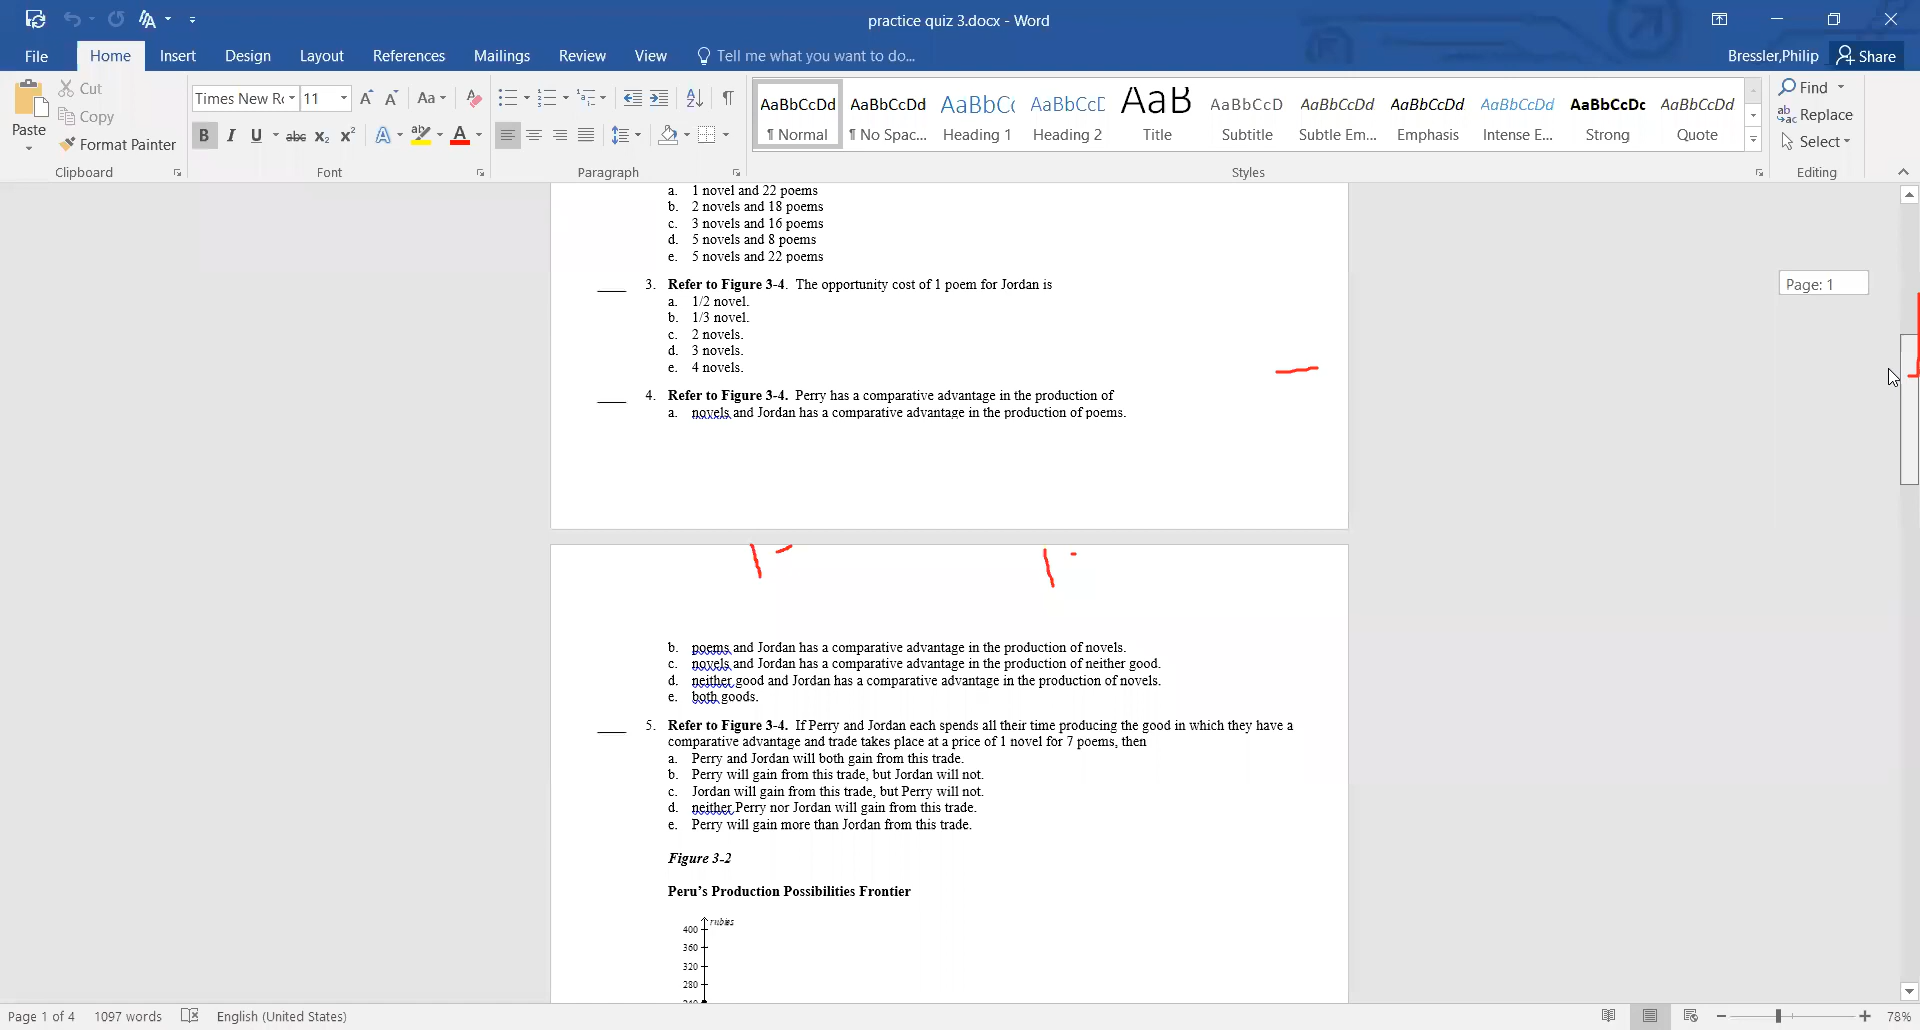 practice quiz 3.docx - Word
File Home Insert Design Layout References Mailings Review View Tell me what you want to do... Bressler,Philip Share
Paste
Cut
Copy
Format Painter
Clipboard
Times New R 11
Aa
B I U abc x₂ x² A ab A
Font
Paragraph
AaBbCcDd AaBbCcDd AaBbC AaBbCcD AaB AaBbCcD AaBbCcDd AaBbCcDd AaBbCcDd AaBbCcDc AaBbCcDd
¶ Normal ¶ No Spac... Heading 1 Heading 2 Title Subtitle Subtle Em... Emphasis Intense E... Strong Quote
Styles
Find
Replace
Select
Editing
a. 1 novel and 22 poems
b. 2 novels and 18 poems
c. 3 novels and 16 poems
d. 5 novels and 8 poems
e. 5 novels and 22 poems
Page: 1
____ 3. Refer to Figure 3-4. The opportunity cost of 1 poem for Jordan is
a. 1/2 novel.
b. 1/3 novel.
c. 2 novels.
d. 3 novels.
e. 4 novels.
____ 4. Refer to Figure 3-4. Perry has a comparative advantage in the production of
a. novels and Jordan has a comparative advantage in the production of poems.
b. poems and Jordan has a comparative advantage in the production of novels.
c. novels and Jordan has a comparative advantage in the production of neither good.
d. neither good and Jordan has a comparative advantage in the production of novels.
e. both goods.
____ 5. Refer to Figure 3-4. If Perry and Jordan each spends all their time producing the good in which they have a
comparative advantage and trade takes place at a price of 1 novel for 7 poems, then
a. Perry and Jordan will both gain from this trade.
b. Perry will gain from this trade, but Jordan will not.
c. Jordan will gain from this trade, but Perry will not.
d. neither Perry nor Jordan will gain from this trade.
e. Perry will gain more than Jordan from this trade.
Figure 3-2
Peru's Production Possibilities Frontier
rubies
400
360
320
280
Page 1 of 4 1097 words English (United States) 78%